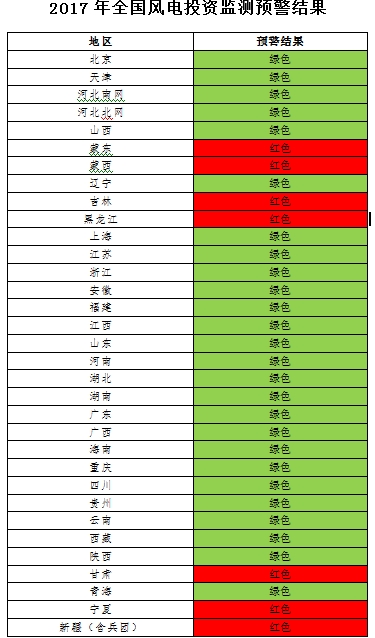 2017 年全国风电投资监测预警结果
地区 预警结果
北京 绿色
天津 绿色
河北南网 绿色
河北北网 绿色
山西 绿色
蒙东 红色
蒙西 红色
辽宁 绿色
吉林 红色
黑龙江 红色
上海 绿色
江苏 绿色
浙江 绿色
安徽 绿色
福建 绿色
江西 绿色
山东 绿色
河南 绿色
湖北 绿色
湖南 绿色
广东 绿色
广西 绿色
海南 绿色
重庆 绿色
四川 绿色
贵州 绿色
云南 绿色
西藏 绿色
陕西 绿色
甘肃 红色
青海 绿色
宁夏 红色
新疆（含兵团） 红色